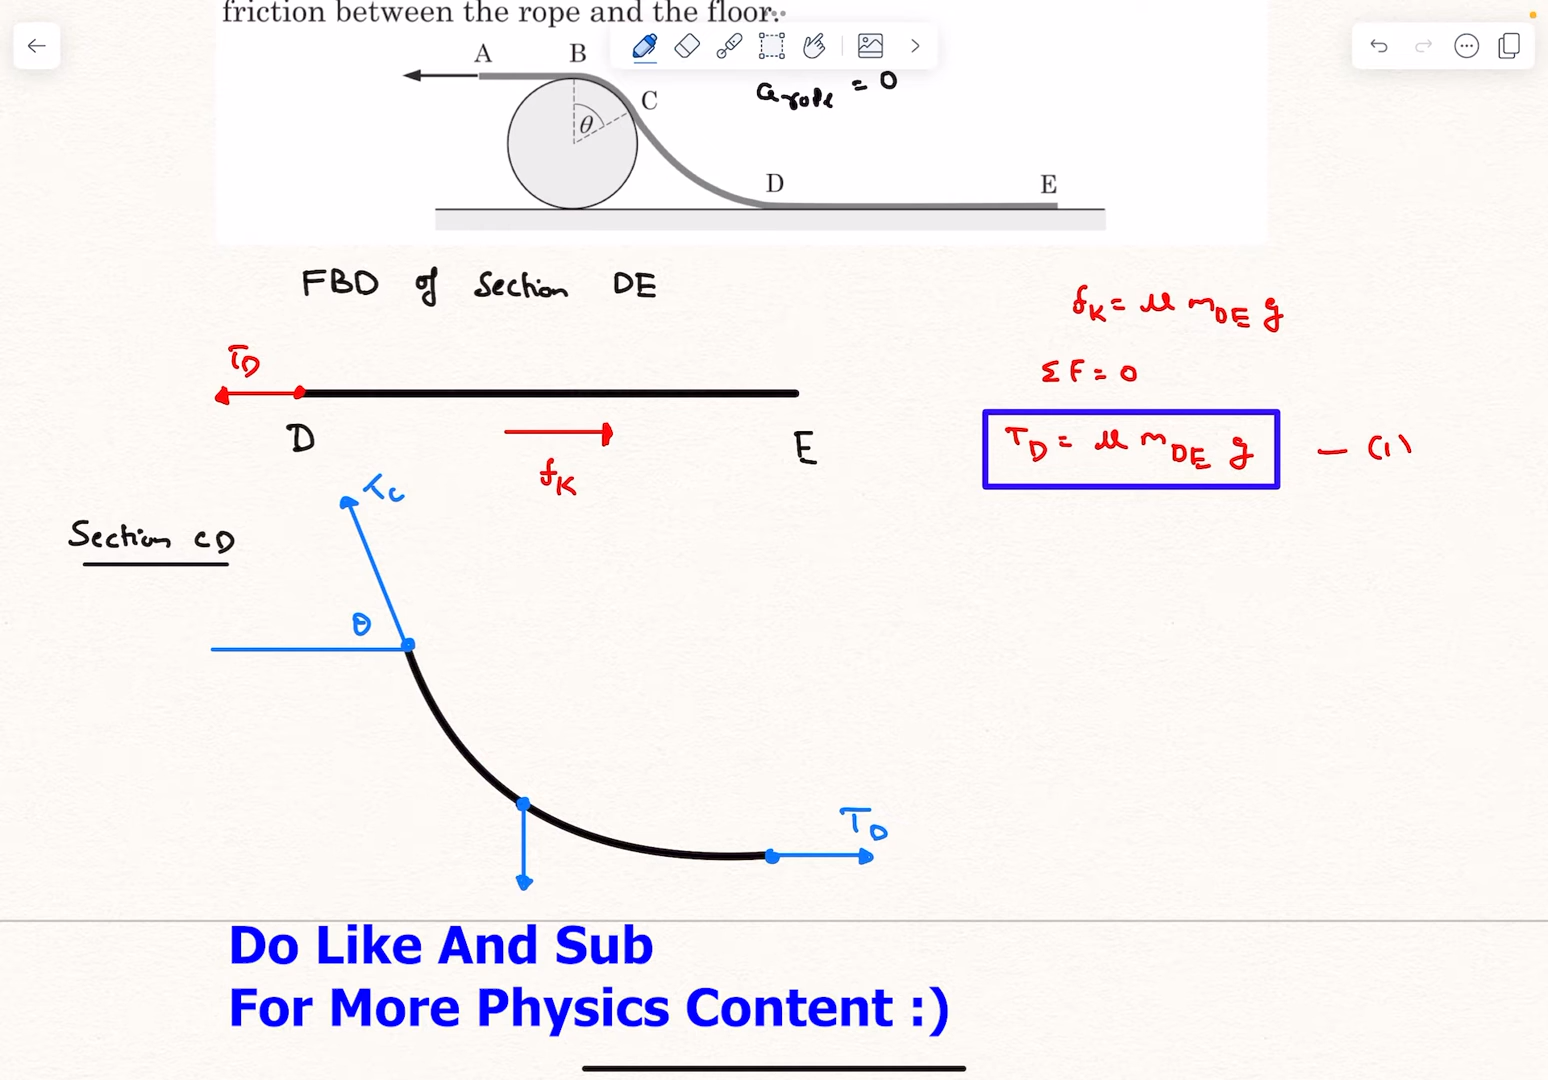 friction between the rope and the floor.
A B
C
θ
a_rope = 0
D E
FBD of Section DE
f_K = μ m_DE g
Σ F = 0
T_D
T_D = μ m_DE g — (1)
D E
f_K
T_C
Section CD
θ
T_D
Do Like And Sub
For More Physics Content :)